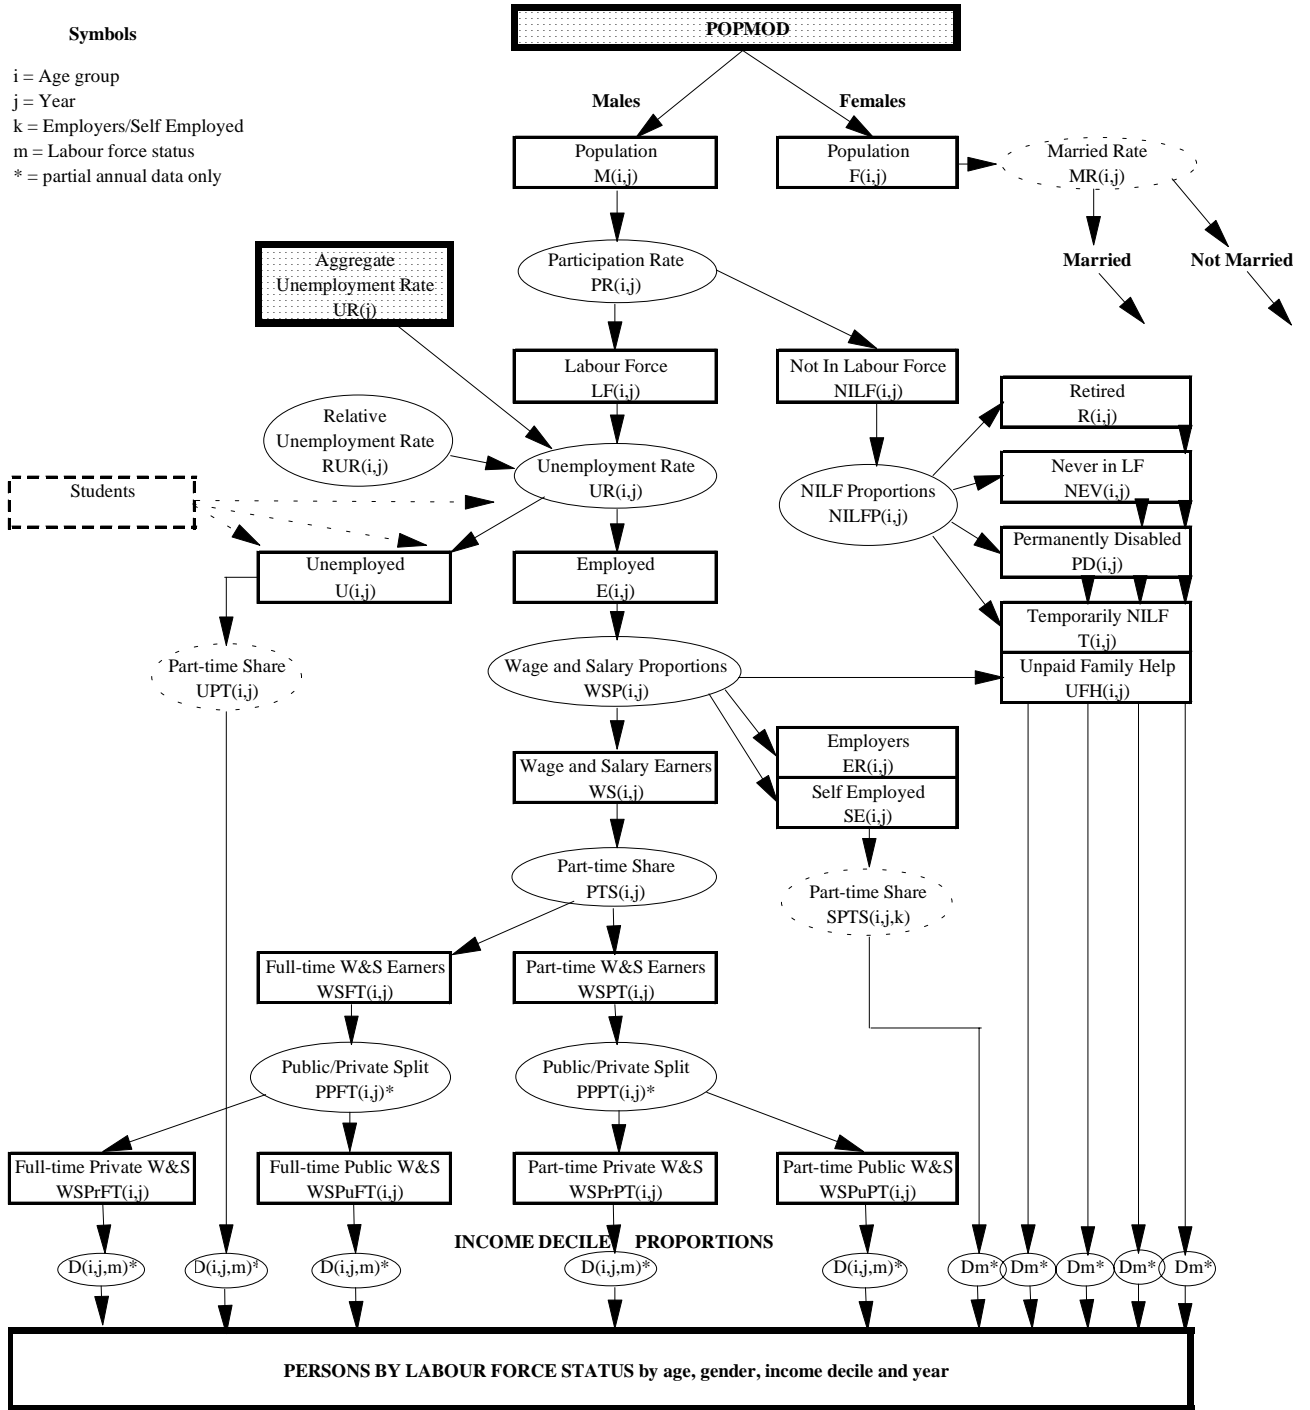 Symbols
i = Age group
j = Year
k = Employers/Self Employed
m = Labour force status
* = partial annual data only
POPMOD
Males
Females
Population
M(i,j)
Population
F(i,j)
Married Rate
MR(i,j)
Married
Not Married
Aggregate
Unemployment Rate
UR(j)
Participation Rate
PR(i,j)
Labour Force
LF(i,j)
Not In Labour Force
NILF(i,j)
Retired
R(i,j)
Relative
Unemployment Rate
RUR(i,j)
Unemployment Rate
UR(i,j)
NILF Proportions
NILFP(i,j)
Never in LF
NEV(i,j)
Students
Permanently Disabled
PD(i,j)
Unemployed
U(i,j)
Employed
E(i,j)
Temporarily NILF
T(i,j)
Unpaid Family Help
UFH(i,j)
Part-time Share
UPT(i,j)
Wage and Salary Proportions
WSP(i,j)
Wage and Salary Earners
WS(i,j)
Employers
ER(i,j)
Self Employed
SE(i,j)
Part-time Share
PTS(i,j)
Part-time Share
SPTS(i,j,k)
Full-time W&S Earners
WSFT(i,j)
Part-time W&S Earners
WSPT(i,j)
Public/Private Split
PPFT(i,j)*
Public/Private Split
PPPT(i,j)*
Full-time Private W&S
WSPrFT(i,j)
Full-time Public W&S
WSPuFT(i,j)
Part-time Private W&S
WSPrPT(i,j)
Part-time Public W&S
WSPuPT(i,j)
INCOME DECILE PROPORTIONS
D(i,j,m)*
D(i,j,m)*
D(i,j,m)*
D(i,j,m)*
D(i,j,m)*
Dm*
Dm*
Dm*
Dm*
Dm*
PERSONS BY LABOUR FORCE STATUS by age, gender, income decile and year